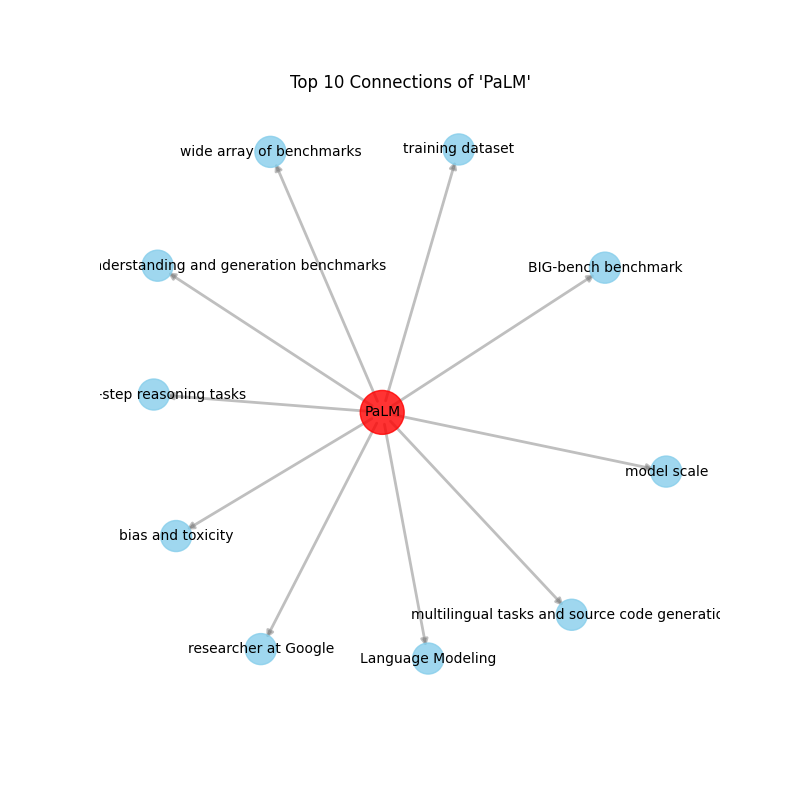 Top 10 Connections of 'PaLM'
wide array of benchmarks
training dataset
understanding and generation benchmarks
BIG-bench benchmark
-step reasoning tasks
PaLM
model scale
bias and toxicity
multilingual tasks and source code generatio
researcher at Google
Language Modeling